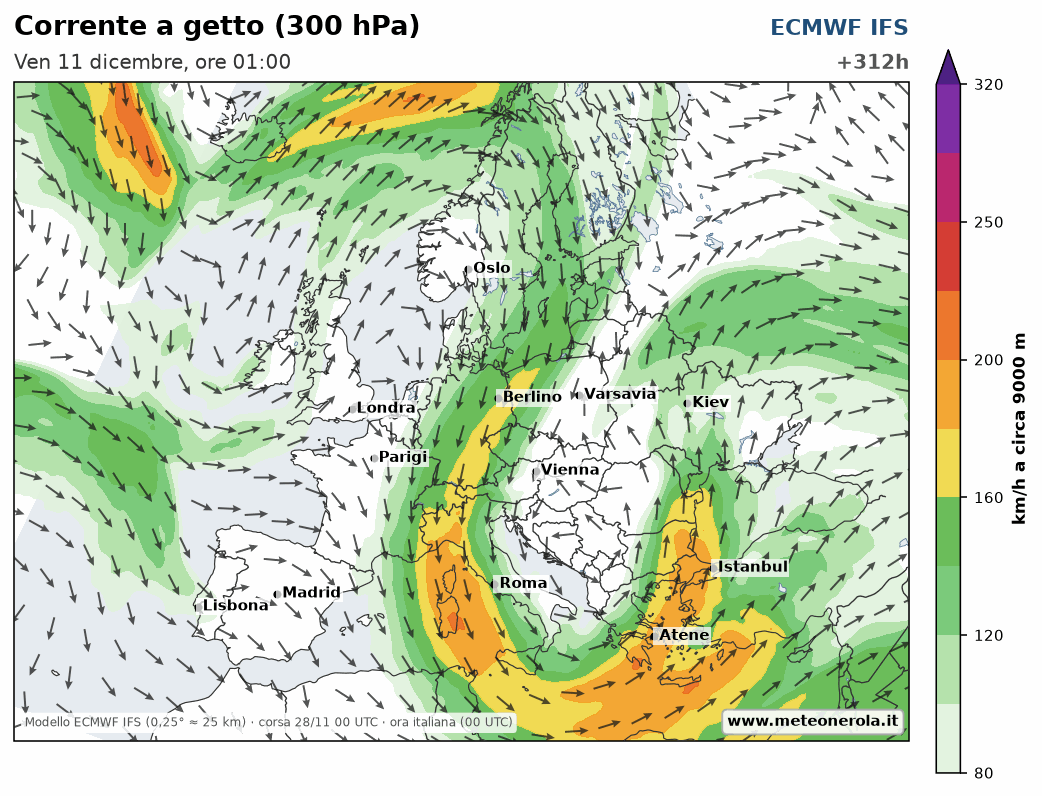 Corrente a getto (300 hPa)
ECMWF IFS
Ven 11 dicembre, ore 01:00
+312h
320
250
200
160
120
80
km/h a circa 9000 m
Oslo
Berlino
Varsavia
Kiev
Londra
Parigi
Vienna
Istanbul
Roma
Madrid
Lisbona
Atene
Modello ECMWF IFS (0,25° ≈ 25 km) · corsa 28/11 00 UTC · ora italiana (00 UTC)
www.meteonerola.it